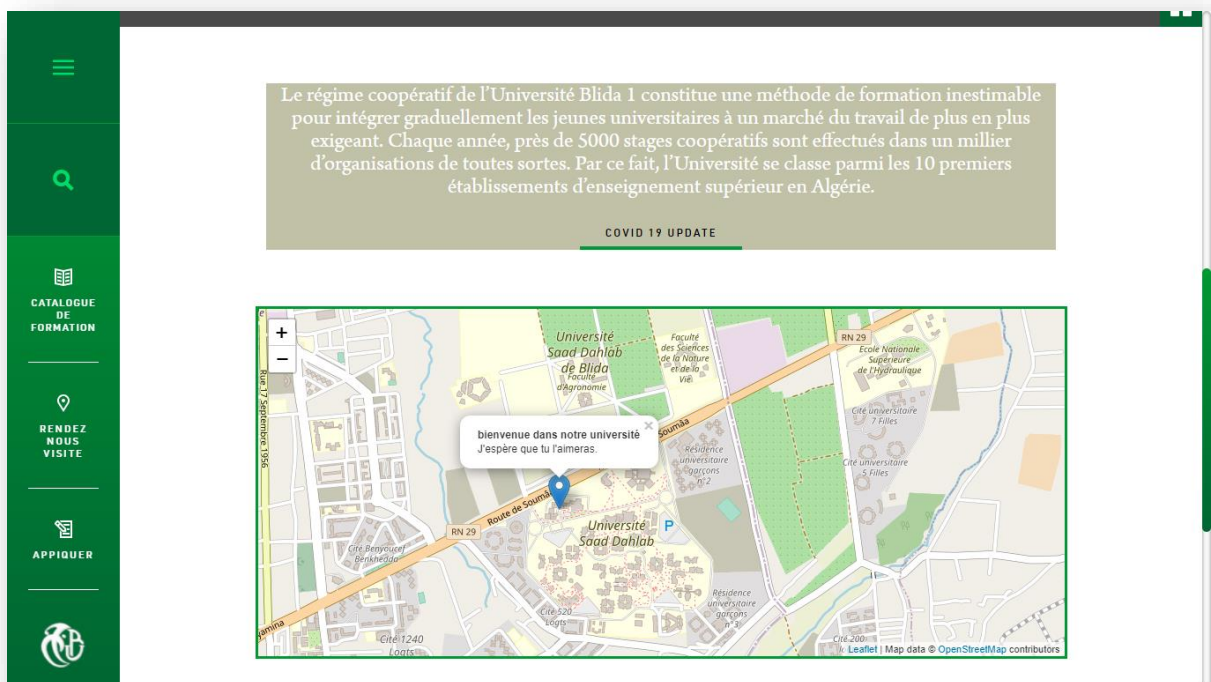 CATALOGUE
DE
FORMATION
RENDEZ
NOUS
VISITE
APPIQUER
Le régime coopératif de l'Université Blida 1 constitue une méthode de formation inestimable
pour intégrer graduellement les jeunes universitaires à un marché du travail de plus en plus
exigeant. Chaque année, près de 5000 stages coopératifs sont effectués dans un millier
d'organisations de toutes sortes. Par ce fait, l'Université se classe parmi les 10 premiers
établissements d'enseignement supérieur en Algérie.
COVID 19 UPDATE
+
−
Université
Saad Dahlab
de Blida
Faculté
d'Agronomie
Faculté
des Sciences
de la Nature
et de la
Vie
RN 29
Ecole Nationale
Supérieure
de l'Hydraulique
Rue 17 Septembre 1956
Cité universitaire
7 Filles
bienvenue dans notre université
×
J'espère que tu l'aimeras.
Soumâa
Résidence
universitaire
garçons
n°2
Cité universitaire
5 Filles
Route de Soumâa
RN 29
Université
Saad Dahlab
P
Cité Benyoucef
Benkhedda
Résidence
universitaire
garçons
n°3
Cité 520
Logts
Cité 1240
Logts
Cité 200
Leaflet | Map data © OpenStreetMap contributors